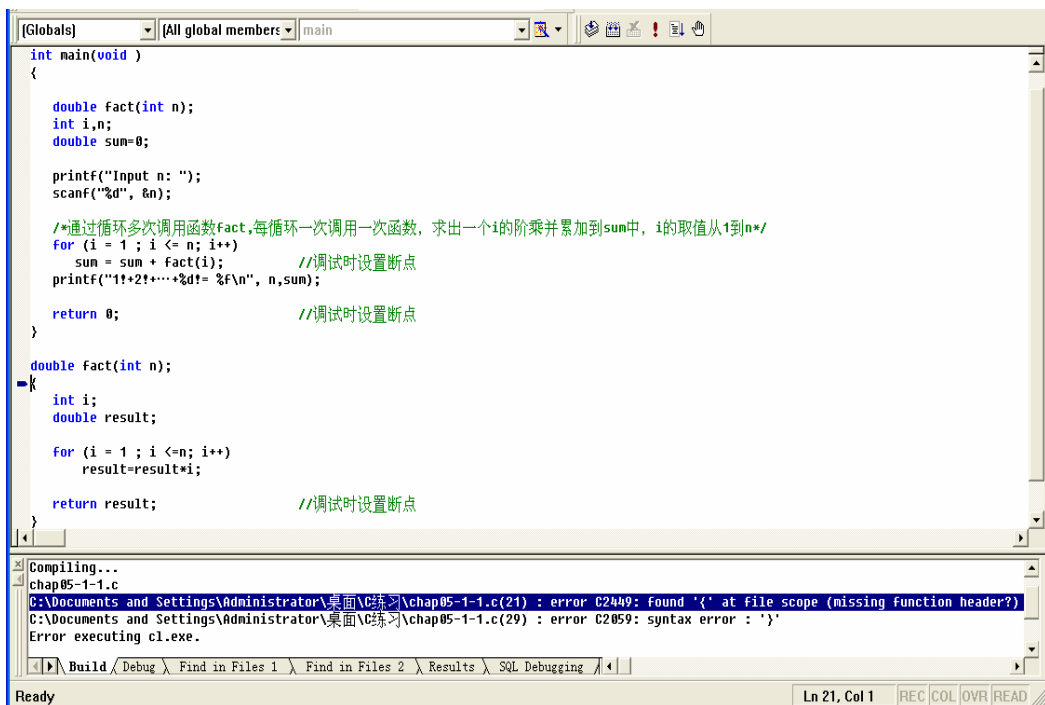 (Globals) (All global members main
int main(void )
{
double fact(int n);
int i,n;
double sum=0;
printf("Input n: ");
scanf("%d", &n);
/*通过循环多次调用函数fact,每循环一次调用一次函数，求出一个i的阶乘并累加到sum中，i的取值从1到n*/
for (i = 1 ; i <= n; i++)
sum = sum + fact(i); //调试时设置断点
printf("1!+2!+…+%d!= %f\n", n,sum);
return 0; //调试时设置断点
}
double fact(int n);
{
int i;
double result;
for (i = 1 ; i <=n; i++)
result=result*i;
return result; //调试时设置断点
}
Compiling...
chap05-1-1.c
C:\Documents and Settings\Administrator\桌面\C练习\chap05-1-1.c(21) : error C2449: found '{' at file scope (missing function header?)
C:\Documents and Settings\Administrator\桌面\C练习\chap05-1-1.c(29) : error C2059: syntax error : '}'
Error executing cl.exe.
Build Debug Find in Files 1 Find in Files 2 Results SQL Debugging
Ready Ln 21, Col 1 REC COL OVR READ